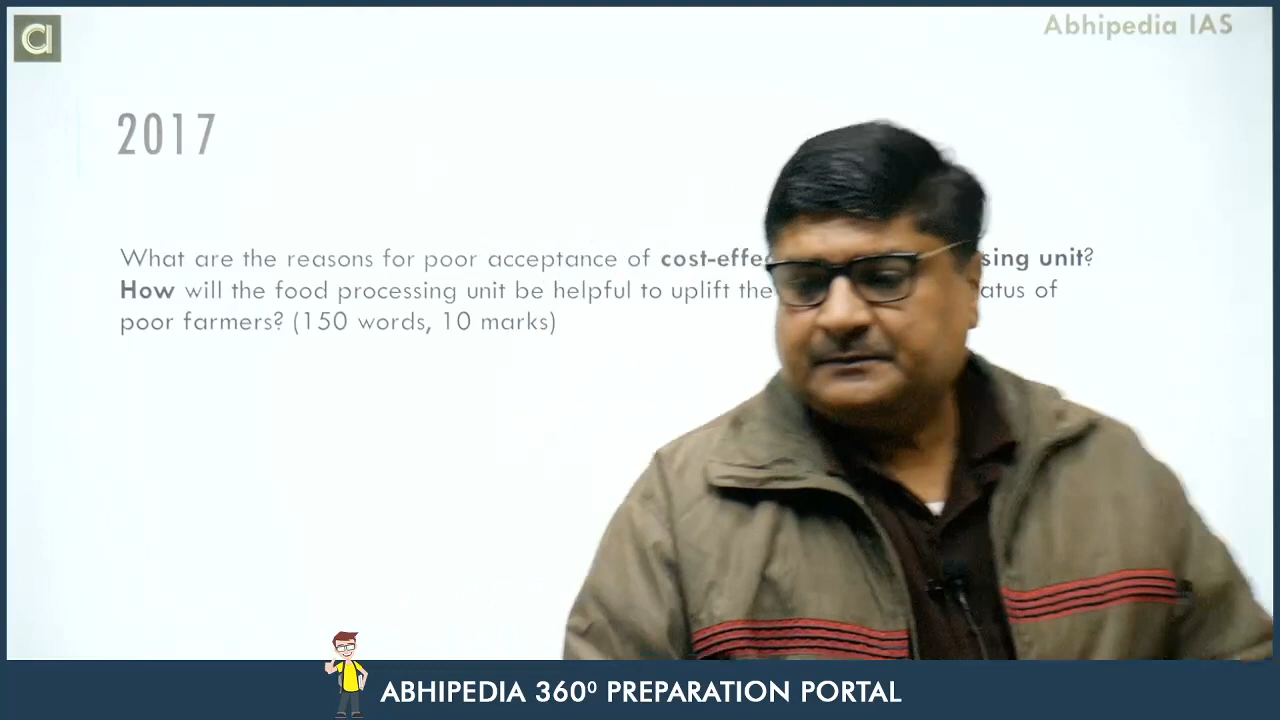 Abhipedia IAS
2017
What are the reasons for poor acceptance of cost-effe sing unit?
How will the food processing unit be helpful to uplift the atus of
poor farmers? (150 words, 10 marks)
ABHIPEDIA 360⁰ PREPARATION PORTAL